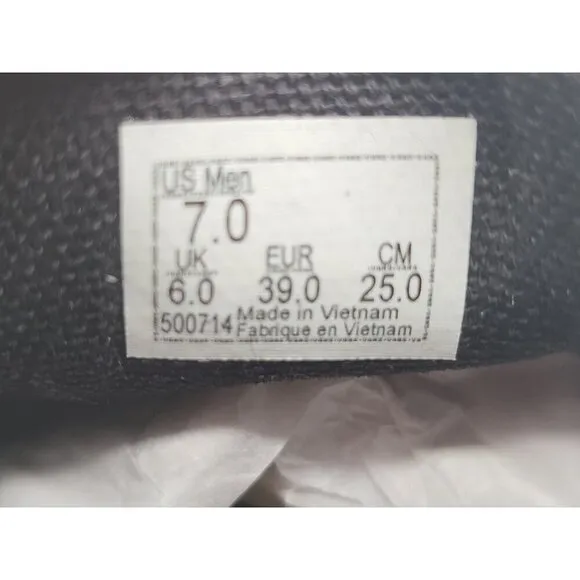 US Men
7.0
UK EUR CM
6.0 39.0 25.0
500714 Made in Vietnam
Fabrique en Vietnam